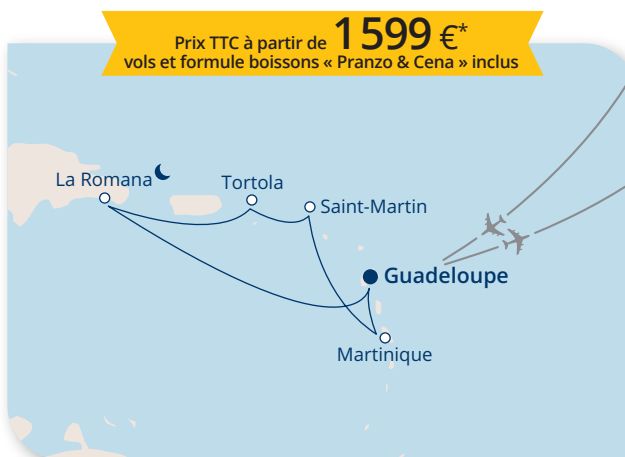 Prix TTC à partir de 1 599 €*
vols et formule boissons « Pranzo & Cena » inclus
La Romana
Tortola
Saint-Martin
Guadeloupe
Martinique